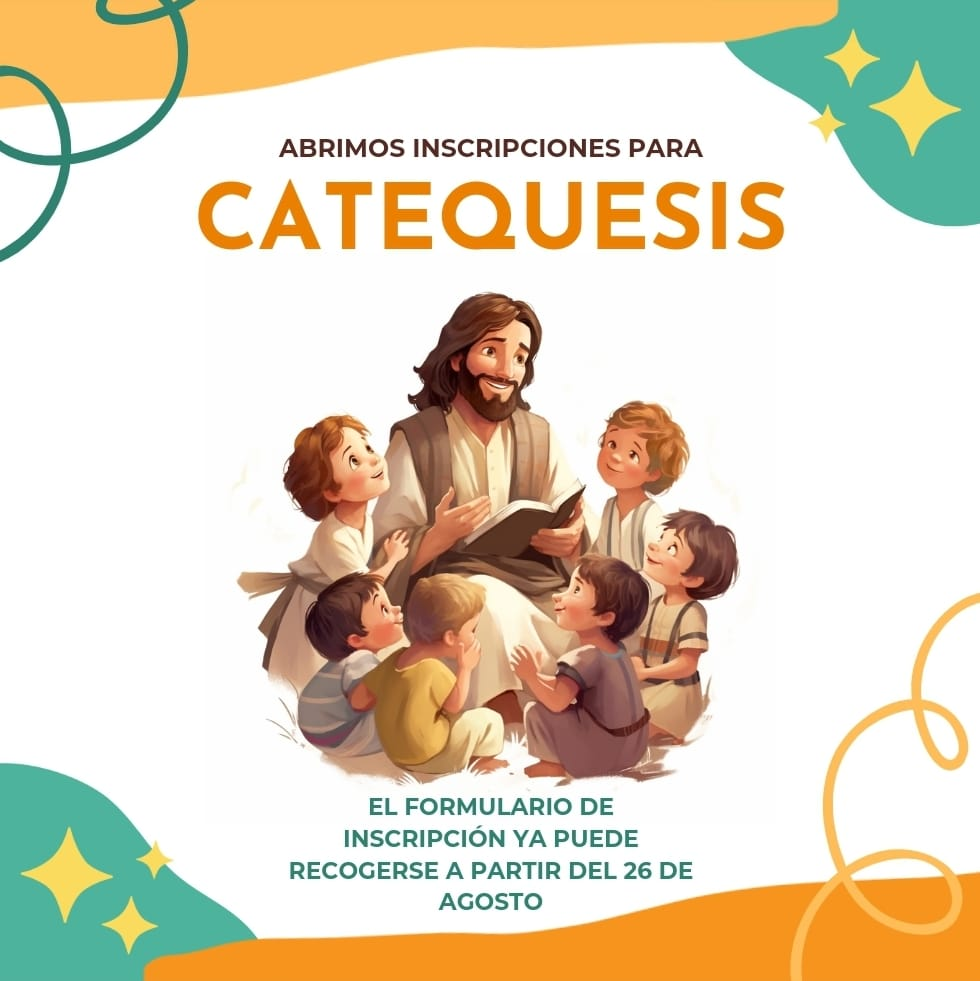 ABRIMOS INSCRIPCIONES PARA
CATEQUESIS
EL FORMULARIO DE
INSCRIPCIÓN YA PUEDE
RECOGERSE A PARTIR DEL 26 DE
AGOSTO